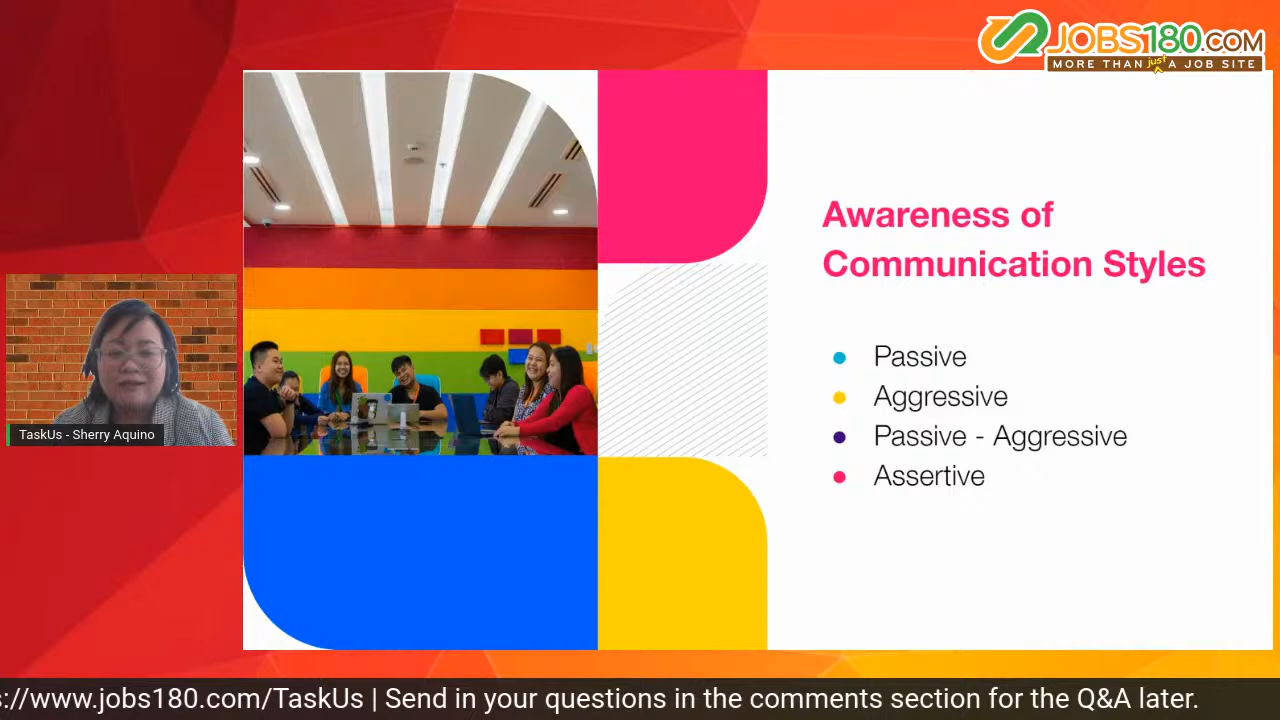 JOBS180.COM
MORE THAN just A JOB SITE
Awareness of
Communication Styles
Passive
Aggressive
Passive - Aggressive
Assertive
TaskUs - Sherry Aquino
s://www.jobs180.com/TaskUs | Send in your questions in the comments section for the Q&A later.